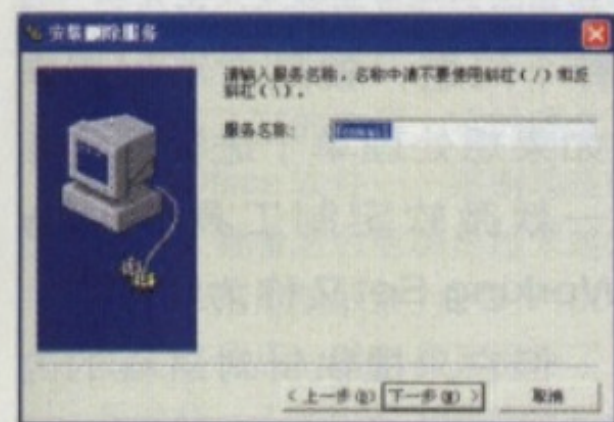 安装删除服务
请输入服务名称，名称中请不要使用斜杠(/)和反
斜杠(\)。
服务名称:
<上一步(B)
下一步(N) >
取消